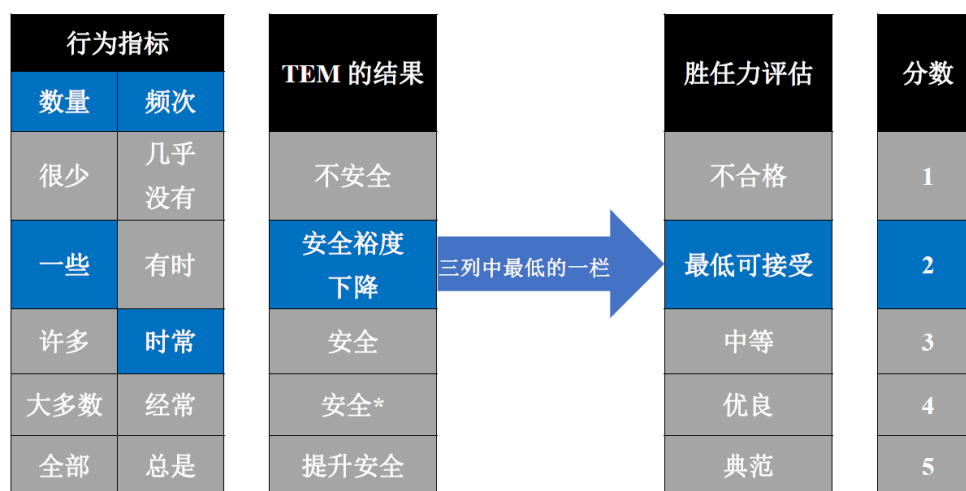 行为指标
TEM 的结果
胜任力评估
分数
数量 频次
很少
几乎
没有
不安全
不合格
1
一些
有时
安全裕度
下降
三列中最低的一栏
最低可接受
2
许多
时常
安全
中等
3
大多数
经常
安全*
优良
4
全部
总是
提升安全
典范
5